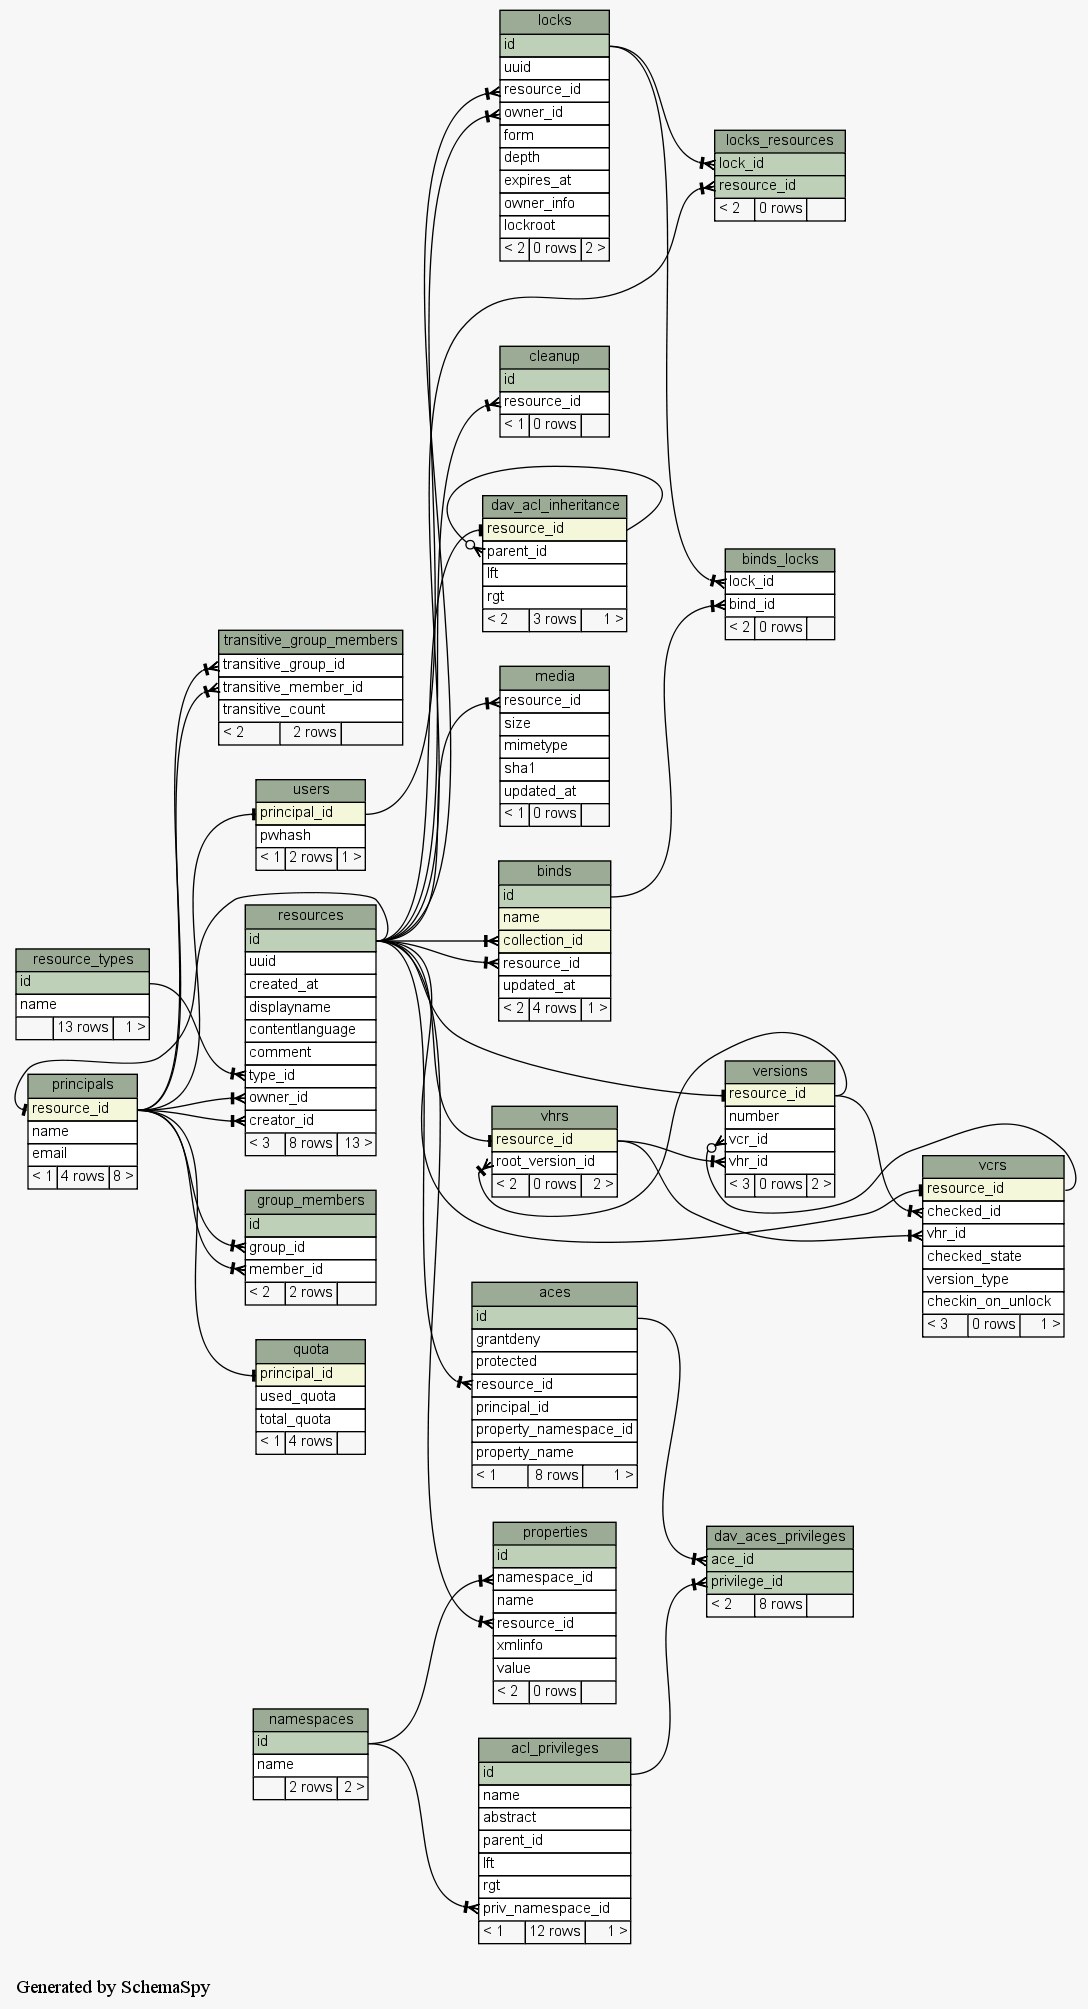 locks
id
uuid
resource_id
owner_id
form
depth
expires_at
owner_info
lockroot
< 2 0 rows 2 >
locks_resources
lock_id
resource_id
< 2 0 rows
cleanup
id
resource_id
< 1 0 rows
dav_acl_inheritance
resource_id
parent_id
lft
rgt
< 2 3 rows 1 >
binds_locks
lock_id
bind_id
< 2 0 rows
transitive_group_members
transitive_group_id
transitive_member_id
transitive_count
< 2 2 rows
media
resource_id
size
mimetype
sha1
updated_at
< 1 0 rows
users
principal_id
pwhash
< 1 2 rows 1 >
binds
id
name
collection_id
resource_id
updated_at
< 2 4 rows 1 >
resources
id
uuid
created_at
displayname
contentlanguage
comment
type_id
owner_id
creator_id
< 3 8 rows 13 >
resource_types
id
name
13 rows 1 >
principals
resource_id
name
email
< 1 4 rows 8 >
vhrs
resource_id
root_version_id
< 2 0 rows 2 >
versions
resource_id
number
vcr_id
vhr_id
< 3 0 rows 2 >
vcrs
resource_id
checked_id
vhr_id
checked_state
version_type
checkin_on_unlock
< 3 0 rows 1 >
group_members
id
group_id
member_id
< 2 2 rows
aces
id
grantdeny
protected
resource_id
principal_id
property_namespace_id
property_name
< 1 8 rows 1 >
quota
principal_id
used_quota
total_quota
< 1 4 rows
properties
id
namespace_id
name
resource_id
xmlinfo
value
< 2 0 rows
dav_aces_privileges
ace_id
privilege_id
< 2 8 rows
namespaces
id
name
2 rows 2 >
acl_privileges
id
name
abstract
parent_id
lft
rgt
priv_namespace_id
< 1 12 rows 1 >
Generated by SchemaSpy